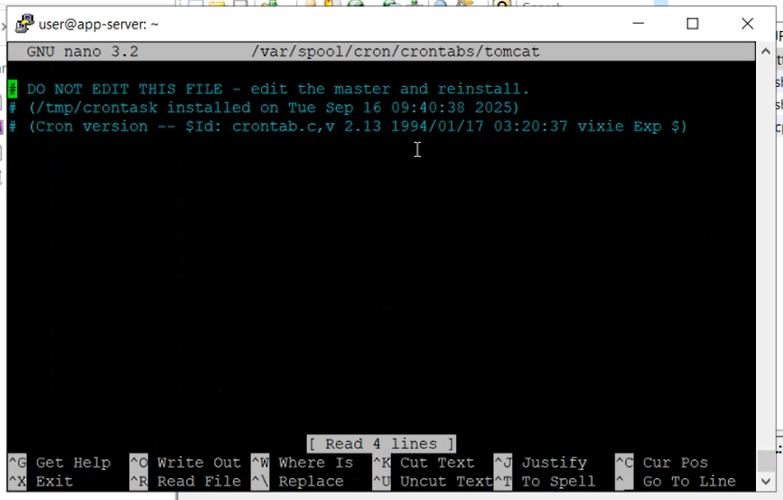 user@app-server: ~
GNU nano 3.2 /var/spool/cron/crontabs/tomcat
# DO NOT EDIT THIS FILE - edit the master and reinstall.
# (/tmp/crontask installed on Tue Sep 16 09:40:38 2025)
# (Cron version -- $Id: crontab.c,v 2.13 1994/01/17 03:20:37 vixie Exp $)
[ Read 4 lines ]
^G Get Help ^O Write Out ^W Where Is ^K Cut Text ^J Justify ^C Cur Pos
^X Exit ^R Read File ^\ Replace ^U Uncut Text ^T To Spell ^_ Go To Line